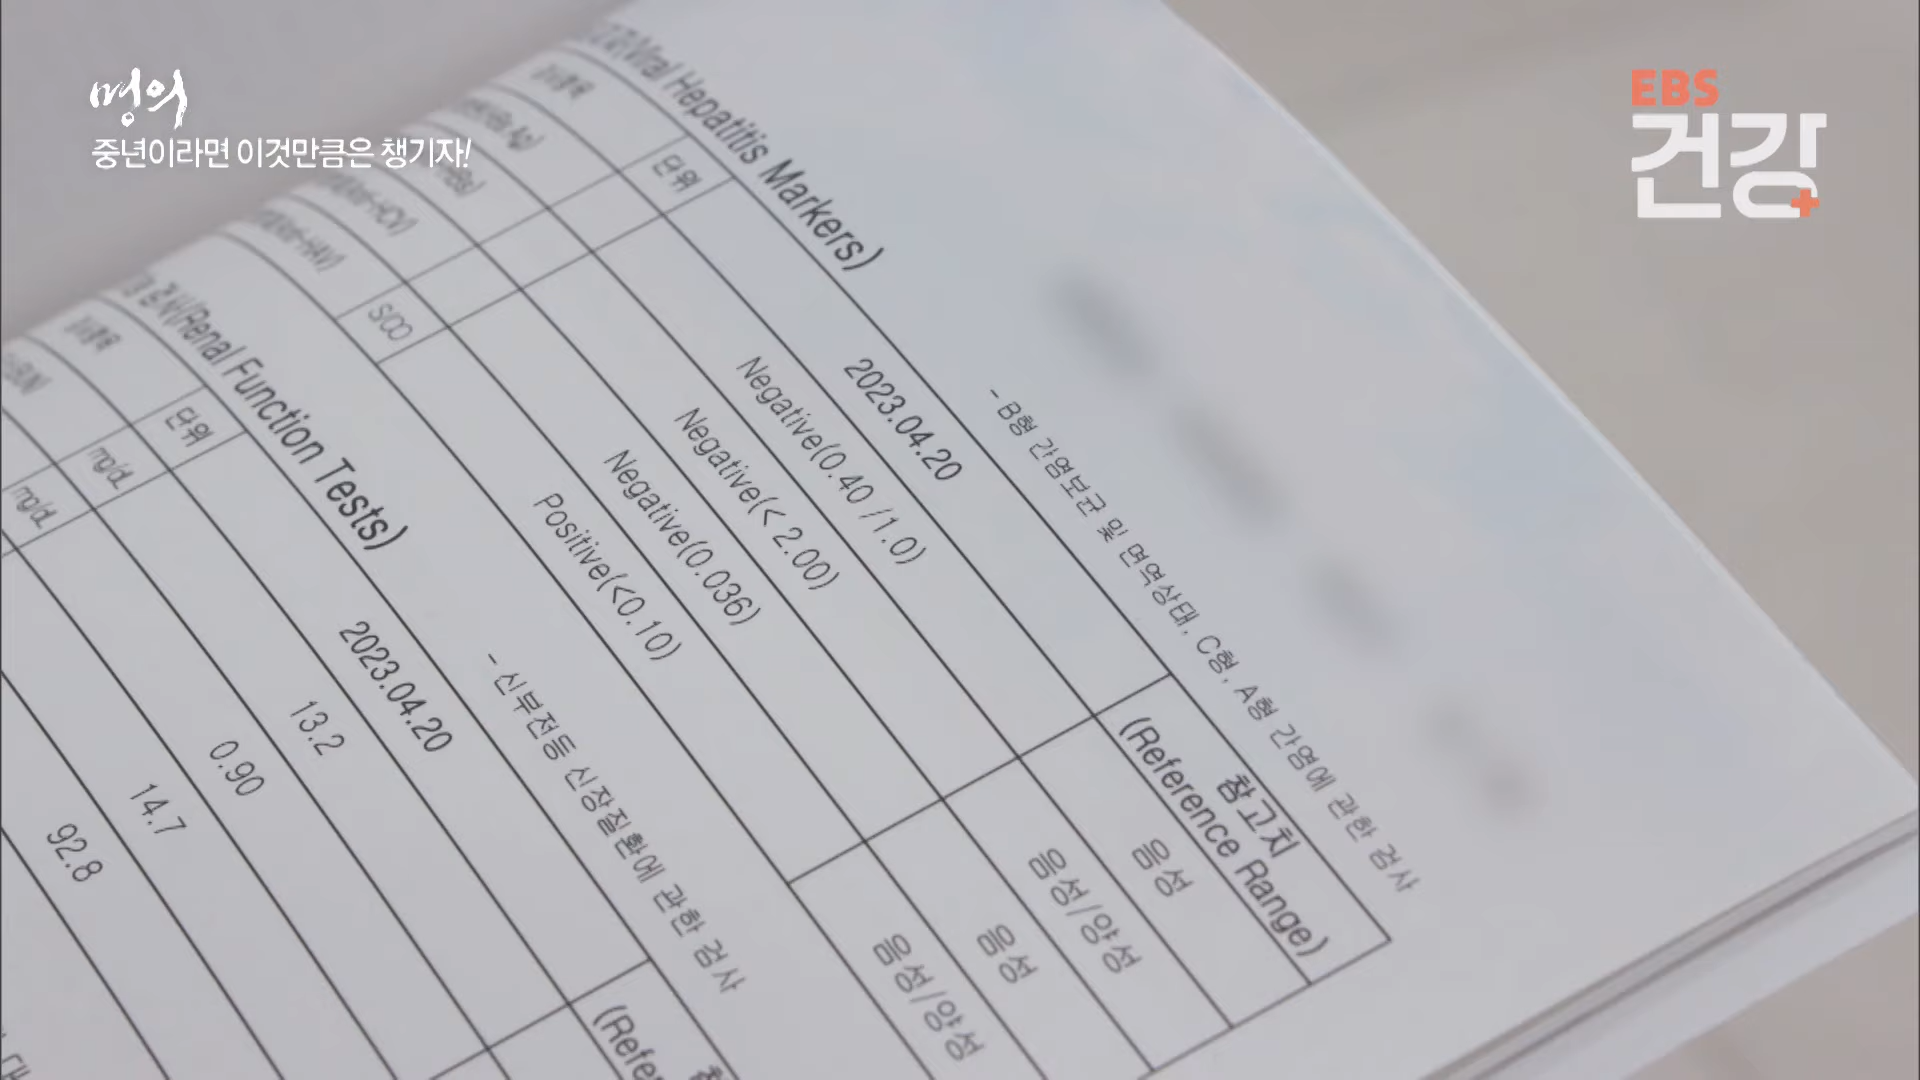 명의
중년이라면 이것만큼은 챙기자!
EBS
건강
(Viral Hepatitis Markers)
- B형 간염보균 및 면역상태, C형, A형 간염에 관한 검사
단위
2023.04.20
참고치
(Reference Range)
Negative(0.40 /1.0)
음성
Negative(< 2.00)
음성/양성
Negative(0.036)
음성
S/CO
Positive(<0.10)
음성/양성
검사(Renal Function Tests)
- 신부전등 신장질환에 관한 검사
단위
2023.04.20
mg/dL
13.2
mg/dL
0.90
14.7
92.8